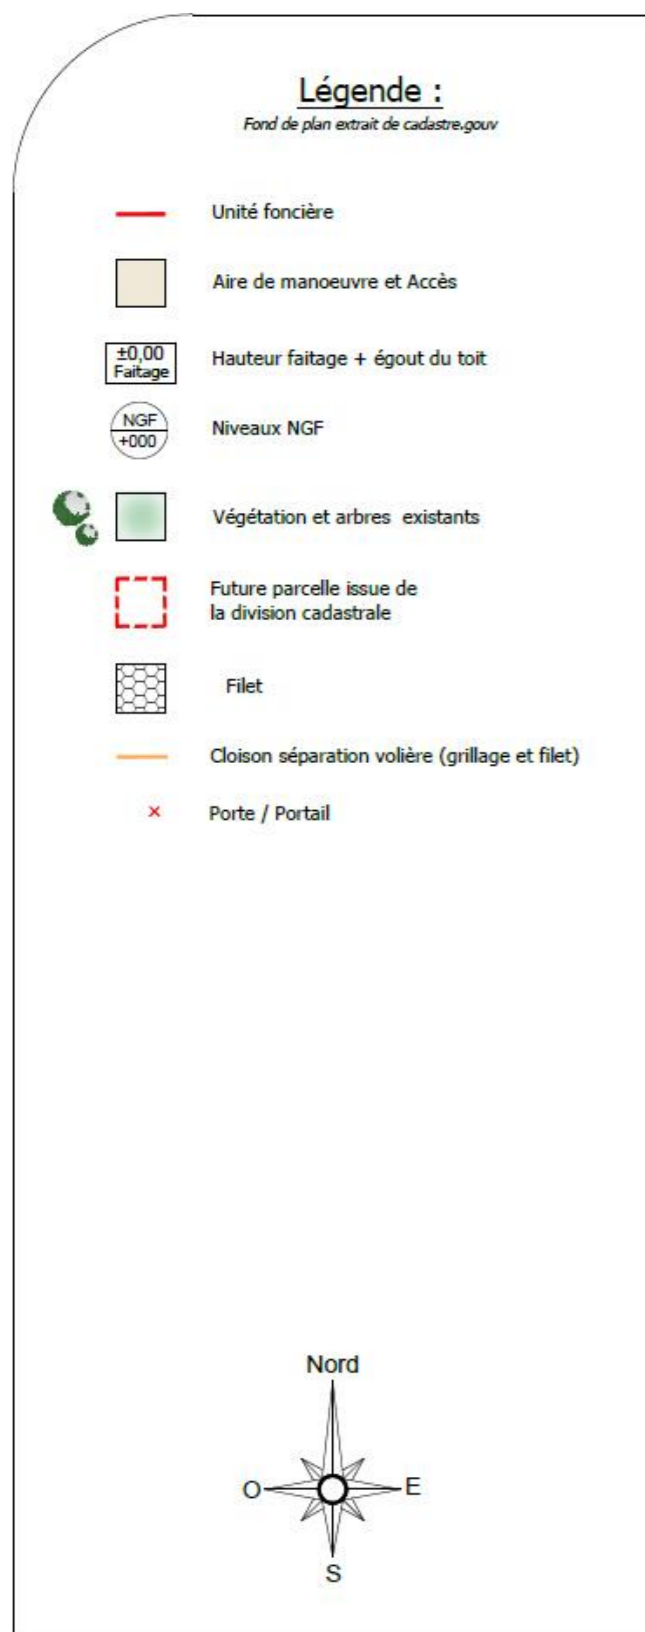 Légende :
Fond de plan extrait de cadastre.gouv
Unité foncière
Aire de manoeuvre et Accès
±0,00
Faitage
Hauteur faitage + égout du toit
NGF
+000
Niveaux NGF
Végétation et arbres existants
Future parcelle issue de
la division cadastrale
Filet
Cloison séparation volière (grillage et filet)
Porte / Portail
Nord
O
E
S